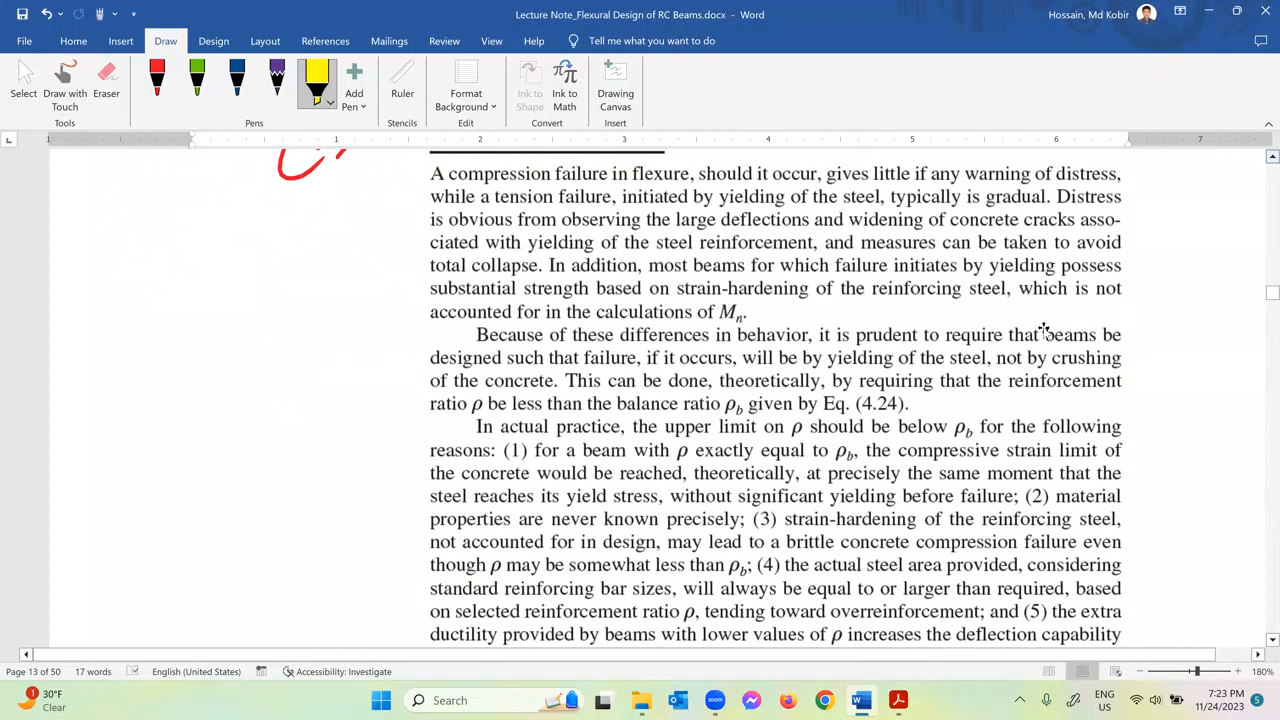 Lecture Note_Flexural Design of RC Beams.docx - Word
Hossain, Md Kobir
File Home Insert Draw Design Layout References Mailings Review View Help Tell me what you want to do
Select
Draw with Touch
Eraser
Add Pen
Ruler
Format Background
Ink to Shape
Ink to Math
Drawing Canvas
Tools Pens Stencils Edit Convert Insert
1 1 2 3 4 5 6 7
A compression failure in flexure, should it occur, gives little if any warning of distress,
while a tension failure, initiated by yielding of the steel, typically is gradual. Distress
is obvious from observing the large deflections and widening of concrete cracks asso-
ciated with yielding of the steel reinforcement, and measures can be taken to avoid
total collapse. In addition, most beams for which failure initiates by yielding possess
substantial strength based on strain-hardening of the reinforcing steel, which is not
accounted for in the calculations of Mn.
Because of these differences in behavior, it is prudent to require that beams be
designed such that failure, if it occurs, will be by yielding of the steel, not by crushing
of the concrete. This can be done, theoretically, by requiring that the reinforcement
ratio ρ be less than the balance ratio ρb given by Eq. (4.24).
In actual practice, the upper limit on ρ should be below ρb for the following
reasons: (1) for a beam with ρ exactly equal to ρb, the compressive strain limit of
the concrete would be reached, theoretically, at precisely the same moment that the
steel reaches its yield stress, without significant yielding before failure; (2) material
properties are never known precisely; (3) strain-hardening of the reinforcing steel,
not accounted for in design, may lead to a brittle concrete compression failure even
though ρ may be somewhat less than ρb; (4) the actual steel area provided, considering
standard reinforcing bar sizes, will always be equal to or larger than required, based
on selected reinforcement ratio ρ, tending toward overreinforcement; and (5) the extra
ductility provided by beams with lower values of ρ increases the deflection capability
Page 13 of 50 17 words English (United States) Accessibility: Investigate 180%
1 30°F
Clear
Search
zoom
ENG
US
7:23 PM
11/24/2023
5